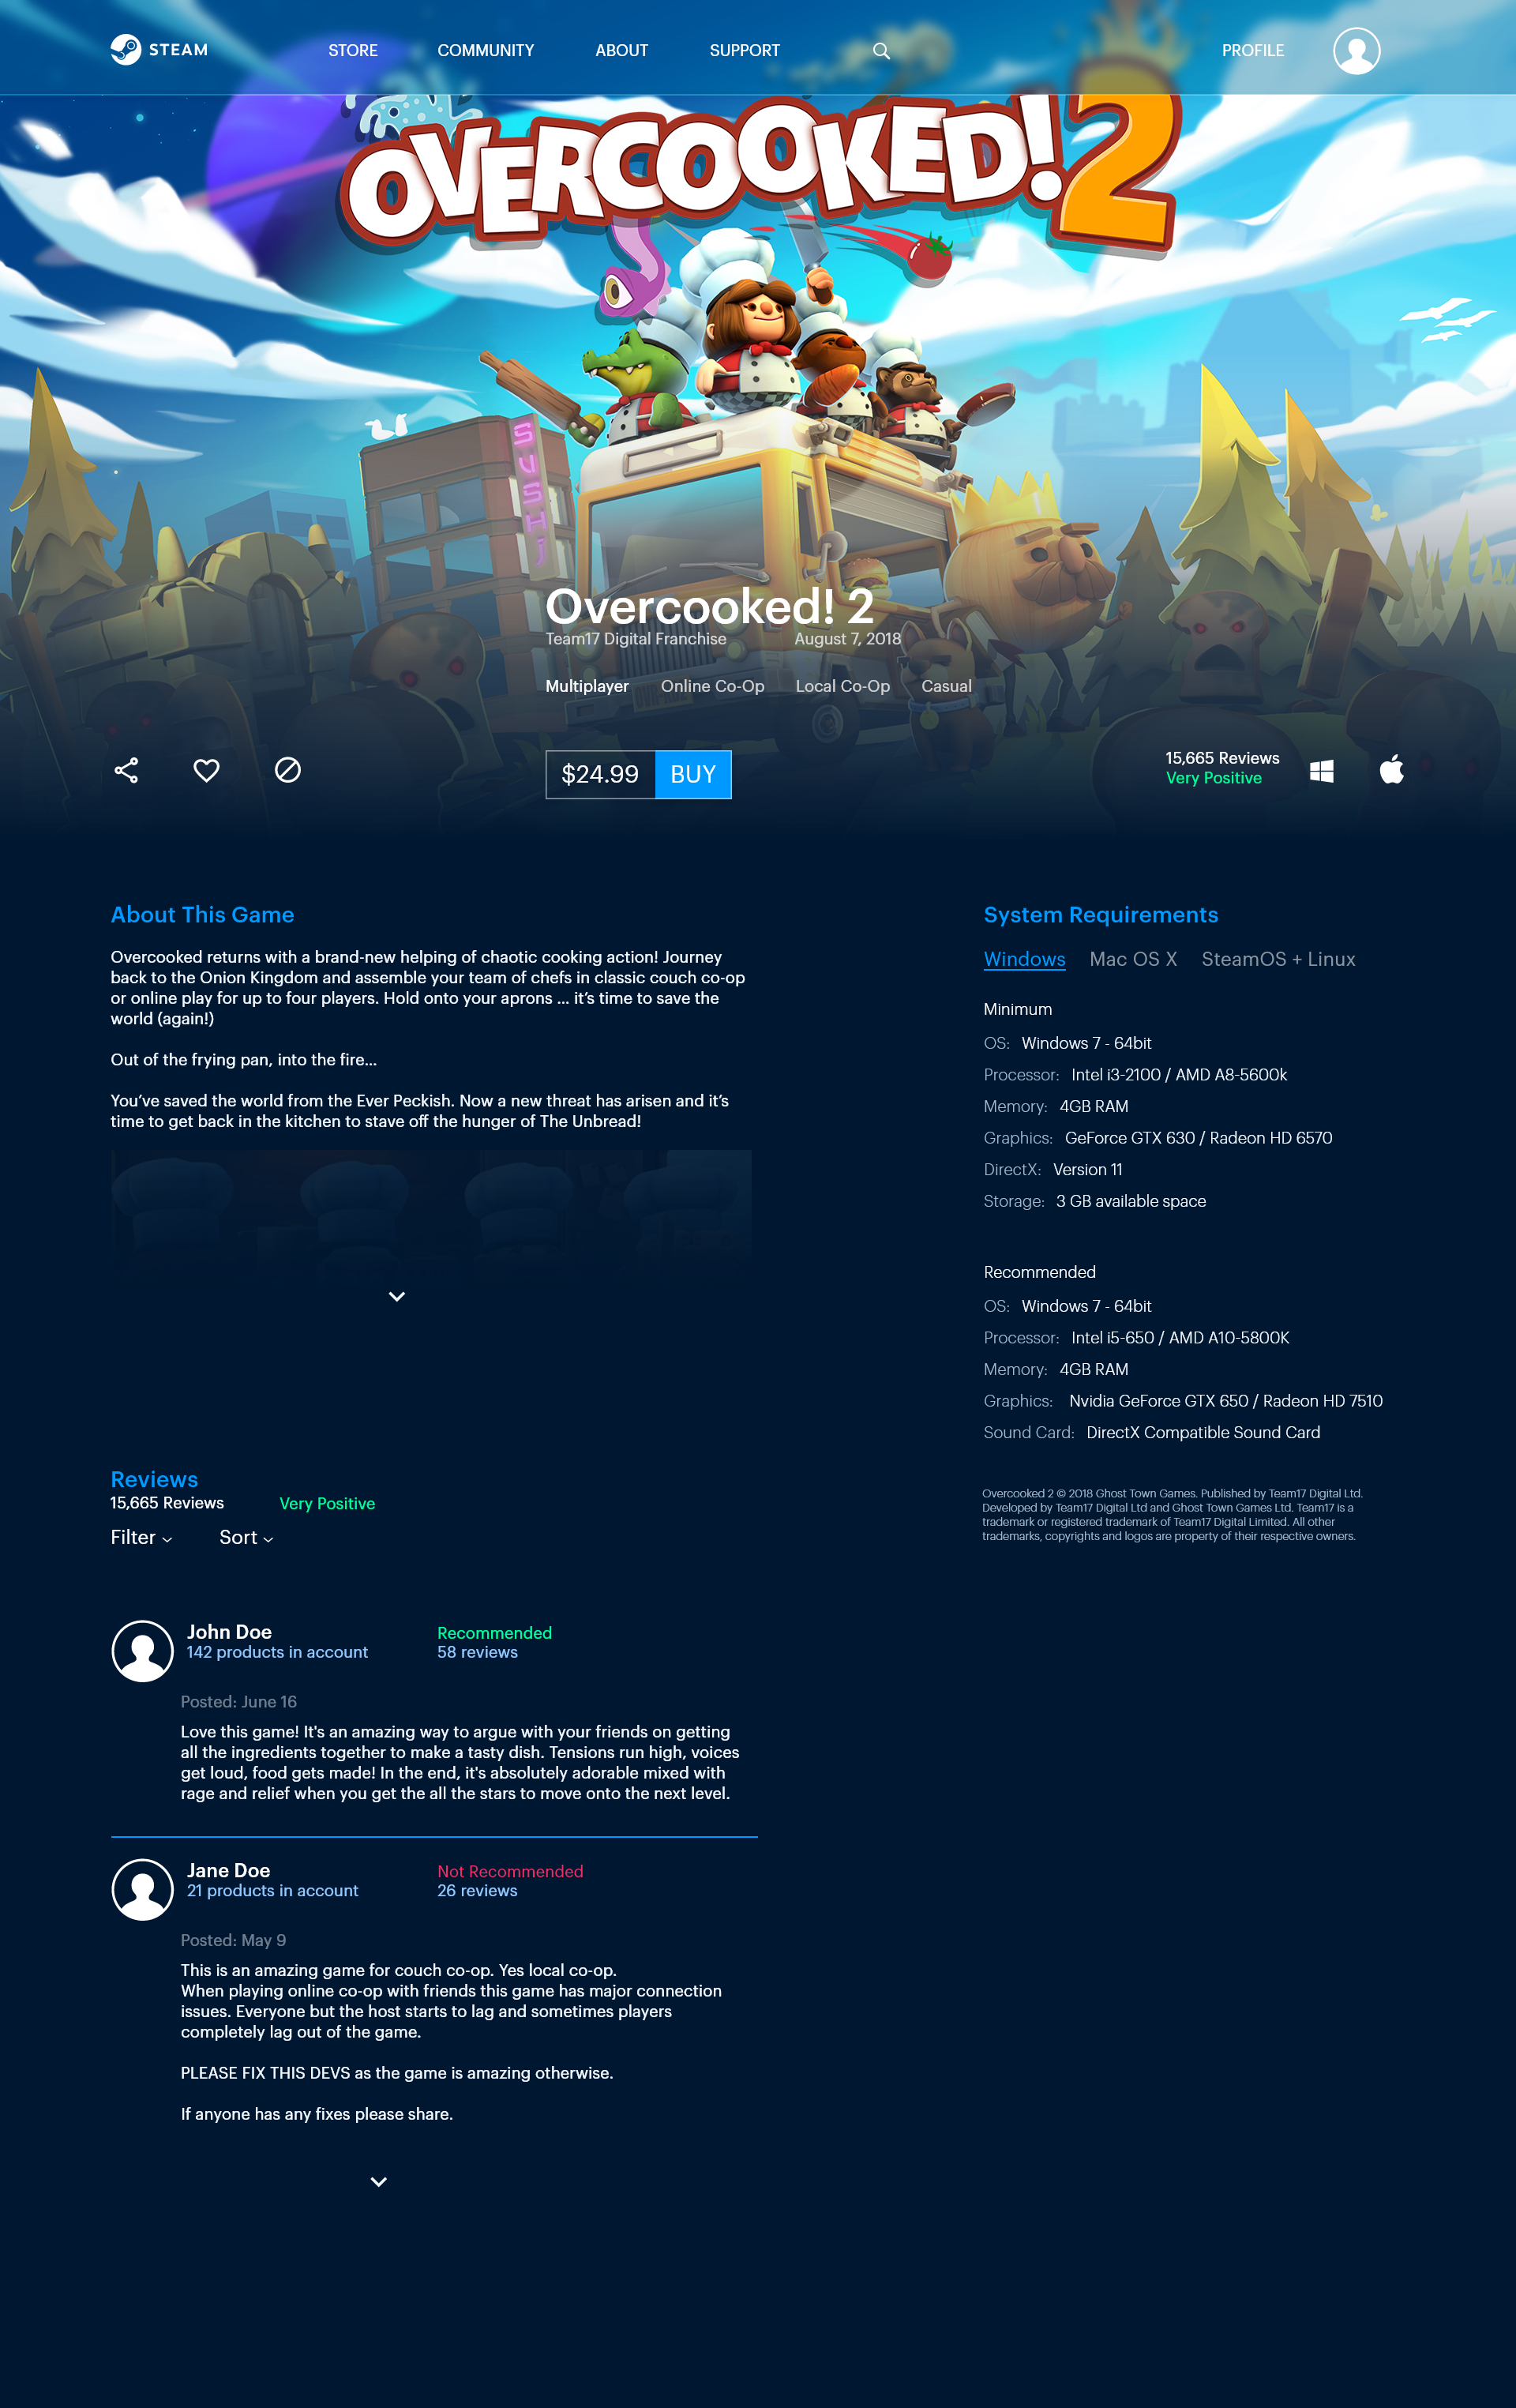 STEAM
STORE
COMMUNITY
ABOUT
SUPPORT
PROFILE
OVERCOOKED! 2
SUSHI
Overcooked! 2
Team17 Digital Franchise
August 7, 2018
Multiplayer
Online Co-Op
Local Co-Op
Casual
$24.99
BUY
15,665 Reviews
Very Positive
About This Game
Overcooked returns with a brand-new helping of chaotic cooking action! Journey
back to the Onion Kingdom and assemble your team of chefs in classic couch co-op
or online play for up to four players. Hold onto your aprons … it’s time to save the
world (again!)
Out of the frying pan, into the fire…
You’ve saved the world from the Ever Peckish. Now a new threat has arisen and it’s
time to get back in the kitchen to stave off the hunger of The Unbread!
System Requirements
Windows
Mac OS X
SteamOS + Linux
Minimum
OS: Windows 7 - 64bit
Processor: Intel i3-2100 / AMD A8-5600k
Memory: 4GB RAM
Graphics: GeForce GTX 630 / Radeon HD 6570
DirectX: Version 11
Storage: 3 GB available space
Recommended
OS: Windows 7 - 64bit
Processor: Intel i5-650 / AMD A10-5800K
Memory: 4GB RAM
Graphics: Nvidia GeForce GTX 650 / Radeon HD 7510
Sound Card: DirectX Compatible Sound Card
Overcooked 2 © 2018 Ghost Town Games. Published by Team17 Digital Ltd.
Developed by Team17 Digital Ltd and Ghost Town Games Ltd. Team17 is a
trademark or registered trademark of Team17 Digital Limited. All other
trademarks, copyrights and logos are property of their respective owners.
Reviews
15,665 Reviews
Very Positive
Filter
Sort
John Doe
142 products in account
Recommended
58 reviews
Posted: June 16
Love this game! It's an amazing way to argue with your friends on getting
all the ingredients together to make a tasty dish. Tensions run high, voices
get loud, food gets made! In the end, it's absolutely adorable mixed with
rage and relief when you get the all the stars to move onto the next level.
Jane Doe
21 products in account
Not Recommended
26 reviews
Posted: May 9
This is an amazing game for couch co-op. Yes local co-op.
When playing online co-op with friends this game has major connection
issues. Everyone but the host starts to lag and sometimes players
completely lag out of the game.
PLEASE FIX THIS DEVS as the game is amazing otherwise.
If anyone has any fixes please share.